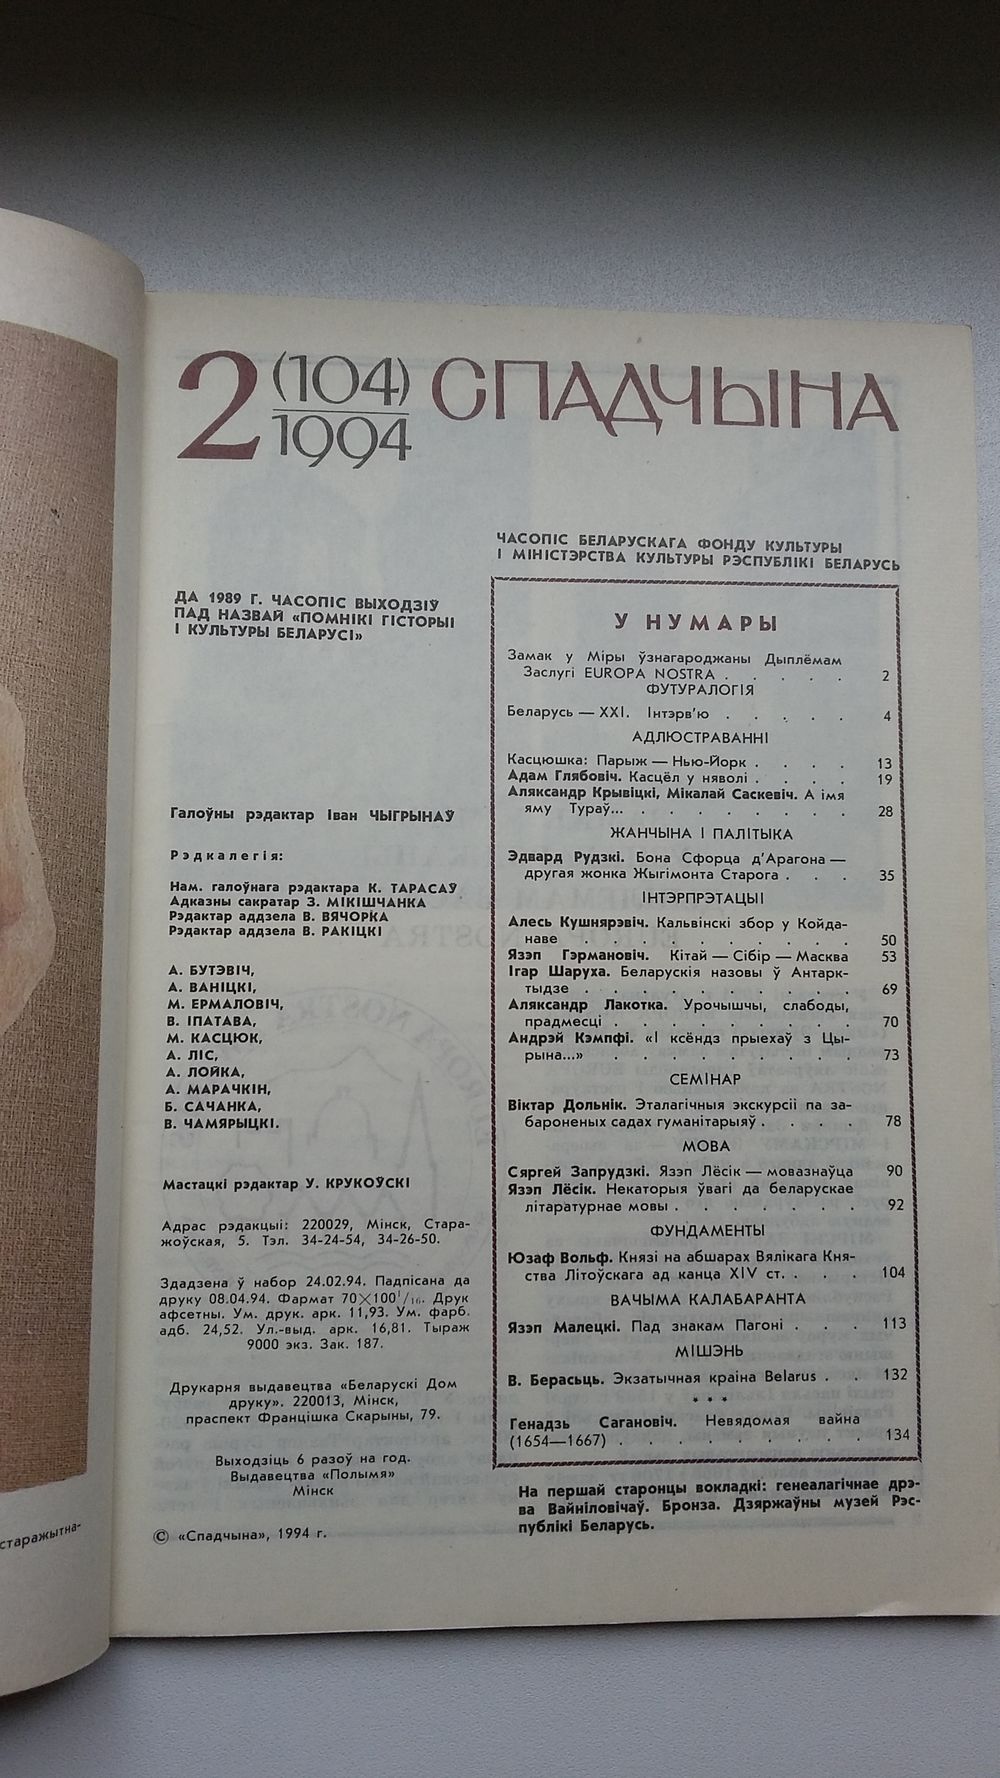 2 (104) 1994 СПАДЧЫНА
ДА 1989 Г. ЧАСОПІС ВЫХОДЗІЎ
ПАД НАЗВАЙ «ПОМНІКІ ГІСТОРЫІ
І КУЛЬТУРЫ БЕЛАРУСІ»
Галоўны рэдактар Іван ЧЫГРЫНАЎ
Рэдкалегія:
Нам. галоўнага рэдактара К. ТАРАСАЎ
Адказны сакратар З. МІКІШЧАНКА
Рэдактар аддзела В. ВЯЧОРКА
Рэдактар аддзела В. РАКІЦКІ
А. БУТЭВІЧ,
А. ВАНІЦКІ,
М. ЕРМАЛОВІЧ,
В. ІПАТАВА,
М. КАСЦЮК,
А. ЛІС,
А. ЛОЙКА,
А. МАРАЧКІН,
Б. САЧАНКА,
В. ЧАМЯРЫЦКІ.
Мастацкі рэдактар У. КРУКОЎСКІ
Адрас рэдакцыі: 220029, Мінск, Стара-
жоўская, 5. Тэл. 34-24-54, 34-26-50.
Здадзена ў набор 24.02.94. Падпісана да
друку 08.04.94. Фармат 70×100¹/₁₆. Друк
афсетны. Ум. друк. арк. 11,93. Ум. фарб.
адб. 24,52. Ул.-выд. арк. 16,81. Тыраж
9000 экз. Зак. 187.
Друкарня выдавецтва «Беларускі Дом
друку». 220013, Мінск,
праспект Францішка Скарыны, 79.
Выходзіць 6 разоў на год.
Выдавецтва «Полымя»
Мінск
© «Спадчына», 1994 г.
ЧАСОПІС БЕЛАРУСКАГА ФОНДУ КУЛЬТУРЫ
І МІНІСТЭРСТВА КУЛЬТУРЫ РЭСПУБЛІКІ БЕЛАРУСЬ
У НУМАРЫ
Замак у Міры ўзнагароджаны Дыплёмам
Заслугі EUROPA NOSTRA . . . . . 2
ФУТУРАЛОГІЯ
Беларусь — XXI. Інтэрв'ю . . . . . 4
АДЛЮСТРАВАННІ
Касцюшка: Парыж — Нью-Йорк . . . . 13
Адам Глябовіч. Касцёл у няволі . . . . 19
Аляксандр Крывіцкі, Мікалай Саскевіч. А імя
яму Тураў... . . . . . . . . 28
ЖАНЧЫНА І ПАЛІТЫКА
Эдвард Рудзкі. Бона Сфорца д'Арагона —
другая жонка Жыгімонта Старога . . . 35
ІНТЭРПРЭТАЦЫІ
Алесь Кушнярэвіч. Кальвінскі збор у Койда-
наве . . . . . . . . . 50
Язэп Гэрмановіч. Кітай — Сібір — Масква 53
Ігар Шаруха. Беларускія назовы ў Антарк-
тыдзе . . . . . . . . . 69
Аляксандр Лакотка. Урочышчы, слабоды,
прадмесці . . . . . . . . 70
Андрэй Кэмпфі. «І ксёндз прыехаў з Цы-
рына...» . . . . . . . . 73
СЕМІНАР
Віктар Дольнік. Эталагічныя экскурсіі па за-
бароненых садах гуманітарыяў . . . . 78
МОВА
Сяргей Запрудзкі. Язэп Лёсік — мовазнаўца 90
Язэп Лёсік. Некаторыя ўвагі да беларускае
літаратурнае мовы . . . . . . . 92
ФУНДАМЕНТЫ
Юзаф Вольф. Князі на абшарах Вялікага Кня-
ства Літоўскага ад канца XIV ст. . . . 104
ВАЧЫМА КАЛАБАРАНТА
Язэп Малецкі. Пад знакам Пагоні . . . 113
МІШЭНЬ
В. Берасьць. Экзатычная краіна Belarus . . 132
* * *
Генадзь Сагановіч. Невядомая вайна
(1654—1667) . . . . . . . . . 134
На першай старонцы вокладкі: генеалагічнае дрэ-
ва Вайніловічаў. Бронза. Дзяржаўны музей Рэс-
публікі Беларусь.
старажытна-